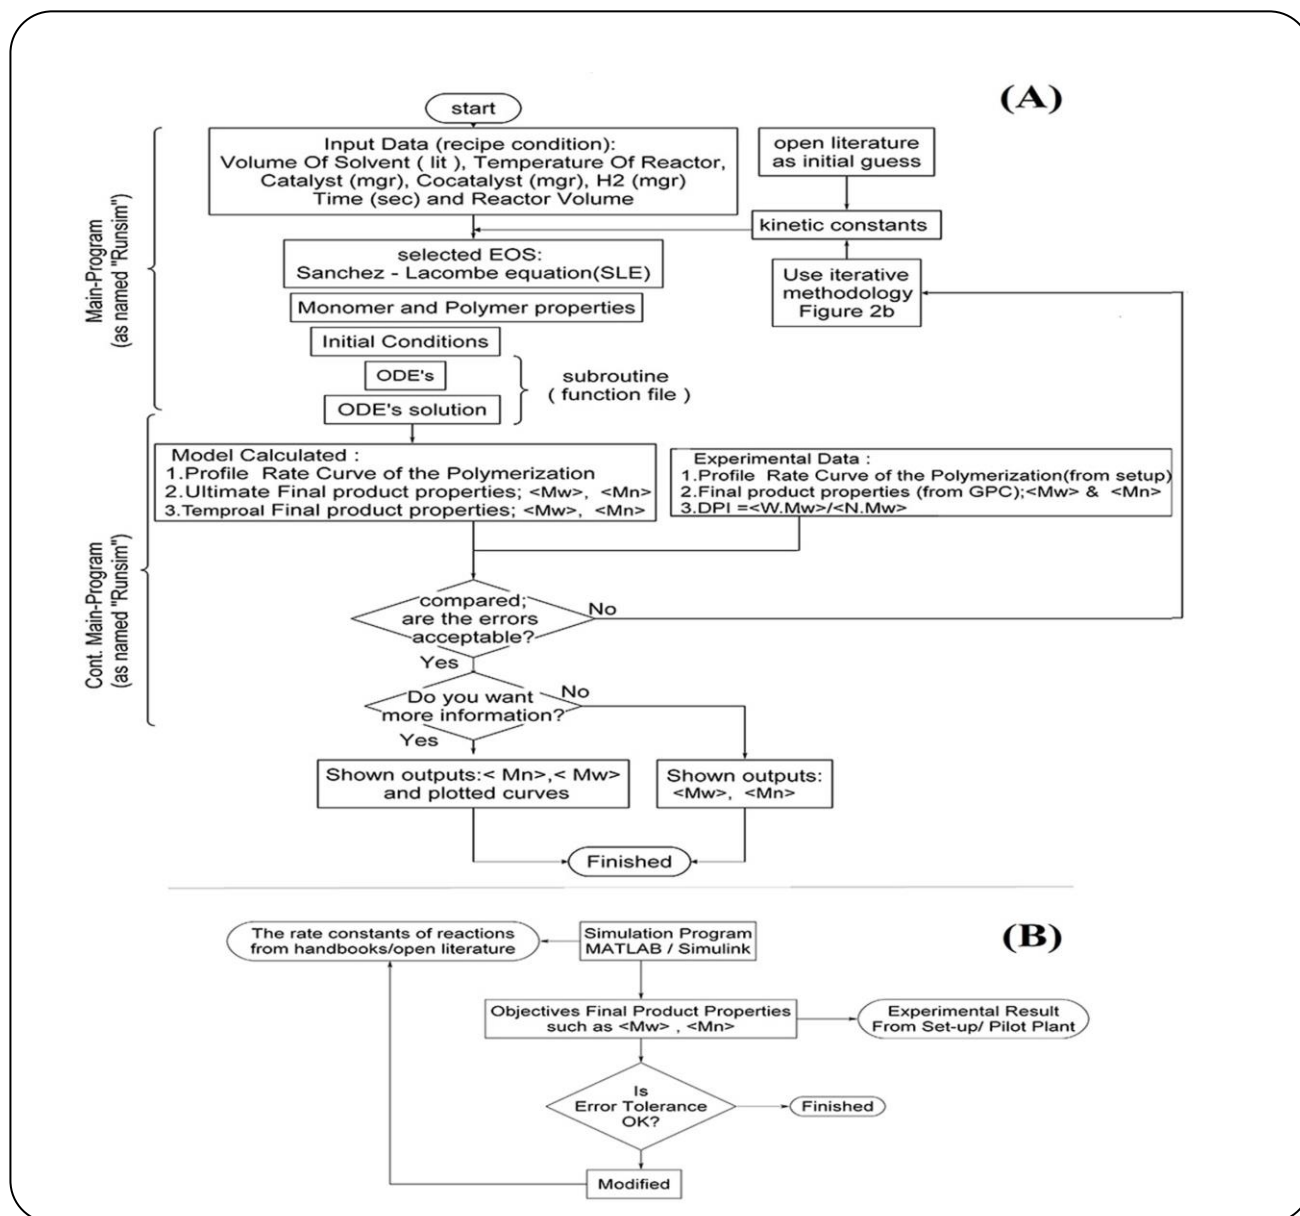 (A)
start
Input Data (recipe condition):
Volume Of Solvent ( lit ), Temperature Of Reactor,
Catalyst (mgr), Cocatalyst (mgr), H2 (mgr)
Time (sec) and Reactor Volume
open literature
as initial guess
kinetic constants
Use iterative
methodology
Figure 2b
selected EOS:
Sanchez - Lacombe equation(SLE)
Monomer and Polymer properties
Initial Conditions
ODE's
ODE's solution
subroutine
( function file )
Main-Program
(as named "Runsim")
Model Calculated :
1.Profile Rate Curve of the Polymerization
2.Ultimate Final product properties; <Mw>, <Mn>
3.Temproal Final product properties; <Mw>, <Mn>
Experimental Data :
1.Profile Rate Curve of the Polymerization(from setup)
2.Final product properties (from GPC);<Mw> & <Mn>
3.DPI =<W.Mw>/<N.Mw>
Cont. Main-Program
(as named "Runsim")
compared;
are the errors
acceptable?
No
Yes
Do you want
more information?
No
Yes
Shown outputs:< Mn>,< Mw>
and plotted curves
Shown outputs:
<Mw>, <Mn>
Finished
(B)
The rate constants of reactions
from handbooks/open literature
Simulation Program
MATLAB / Simulink
Objectives Final Product Properties
such as <Mw> , <Mn>
Experimental Result
From Set-up/ Pilot Plant
Is
Error Tolerance
OK?
Finished
Modified